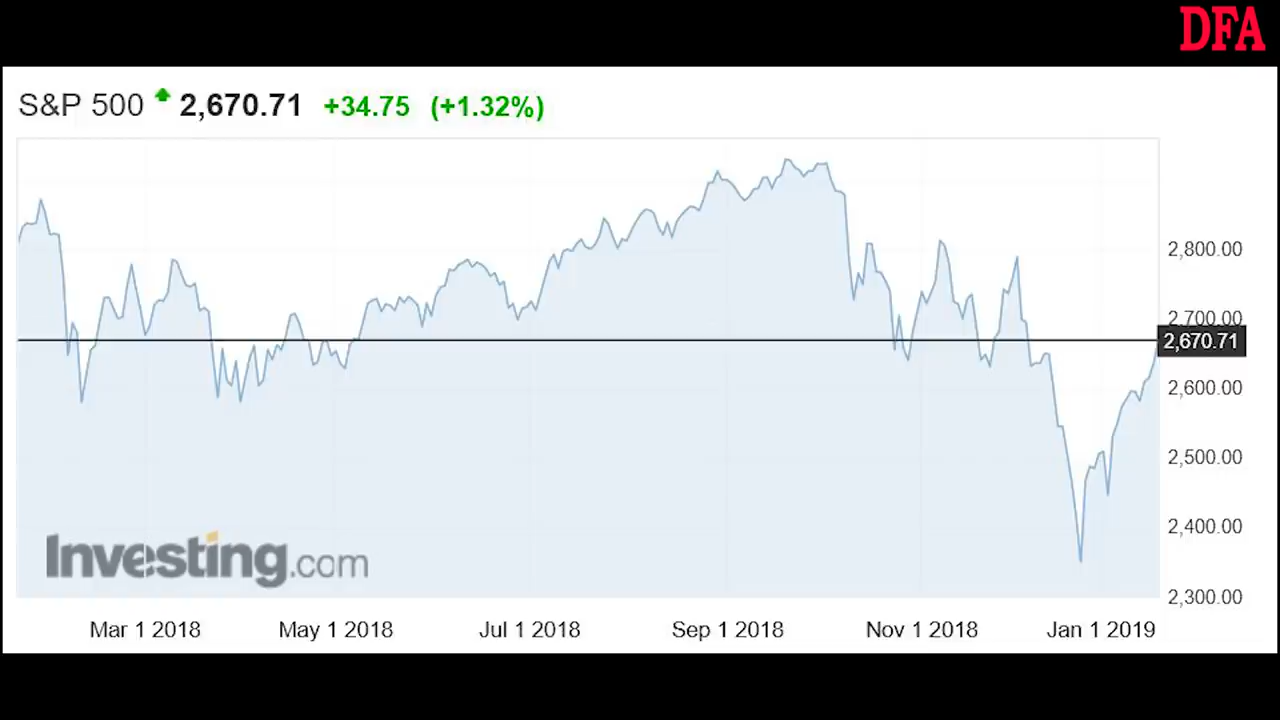 DFA
S&P 500 2,670.71 +34.75 (+1.32%)
2,800.00
2,700.00
2,670.71
2,600.00
2,500.00
2,400.00
2,300.00
Investing.com
Mar 1 2018 May 1 2018 Jul 1 2018 Sep 1 2018 Nov 1 2018 Jan 1 2019